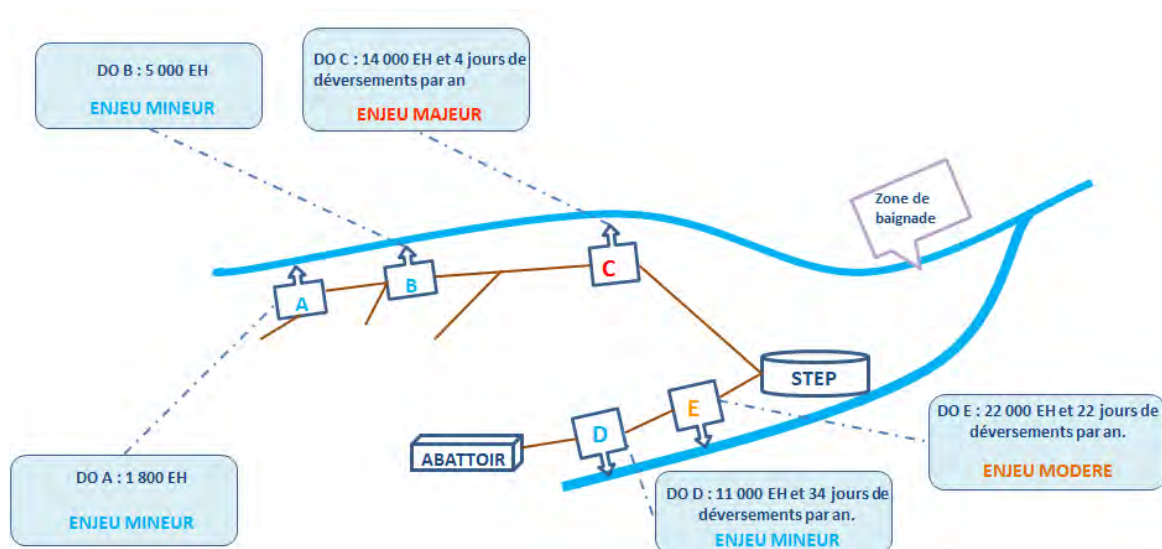 DO B : 5 000 EH
ENJEU MINEUR
DO C : 14 000 EH et 4 jours de
déversements par an
ENJEU MAJEUR
Zone de
baignade
A
B
C
STEP
E
D
ABATTOIR
DO E : 22 000 EH et 22 jours de
déversements par an.
ENJEU MODERE
DO A : 1 800 EH
ENJEU MINEUR
DO D : 11 000 EH et 34 jours de
déversements par an.
ENJEU MINEUR